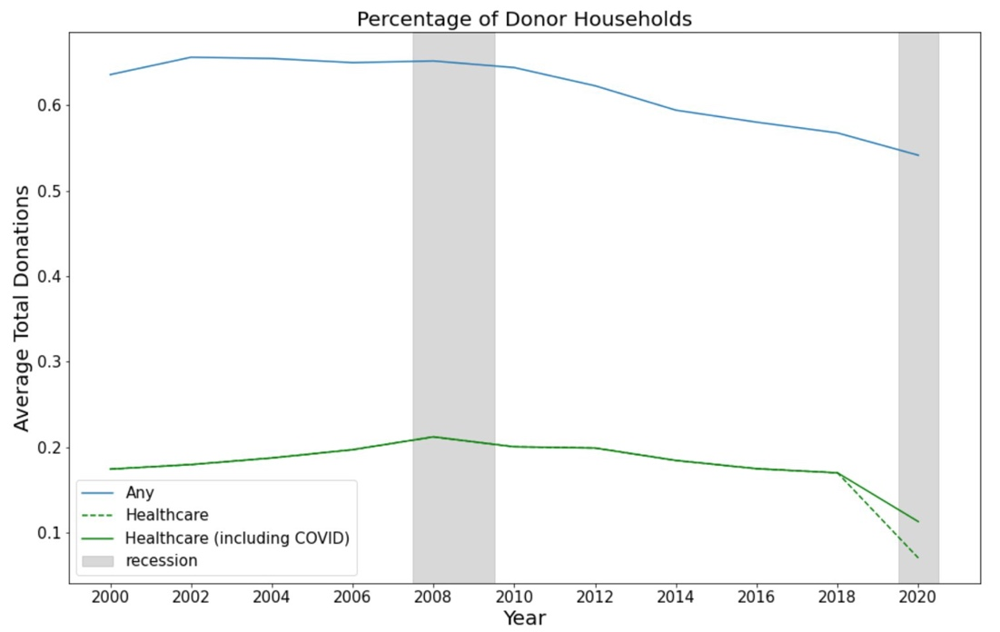 Percentage of Donor Households
Average Total Donations
0.6
0.5
0.4
0.3
0.2
0.1
Any
Healthcare
Healthcare (including COVID)
recession
2000 2002 2004 2006 2008 2010 2012 2014 2016 2018 2020
Year